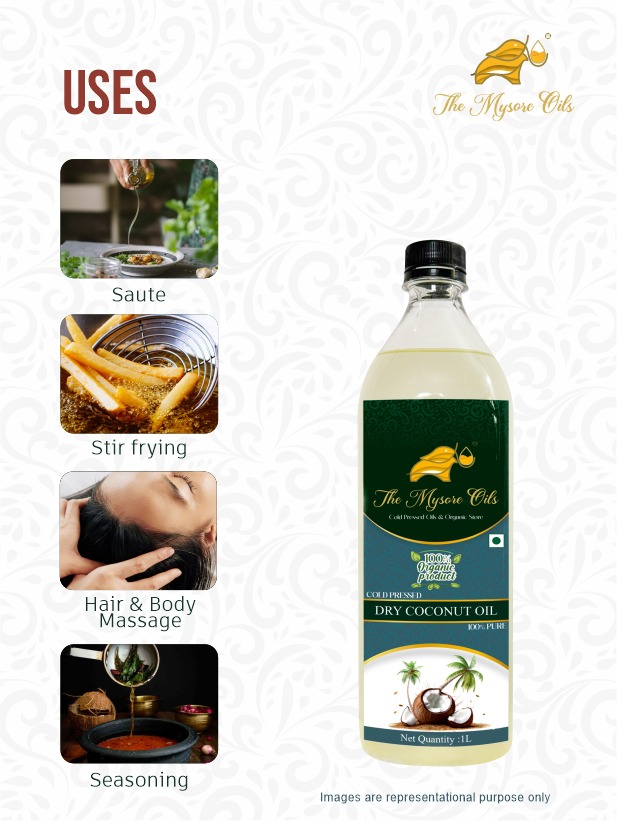 USES
The Mysore Oils
Saute
Stir frying
Hair & Body
Massage
Seasoning
The Mysore Oils
Cold Pressed Oils & Organic Store
100%
Organic
product
COLD PRESSED
DRY COCONUT OIL
100% PURE
Net Quantity :1L
Images are representational purpose only